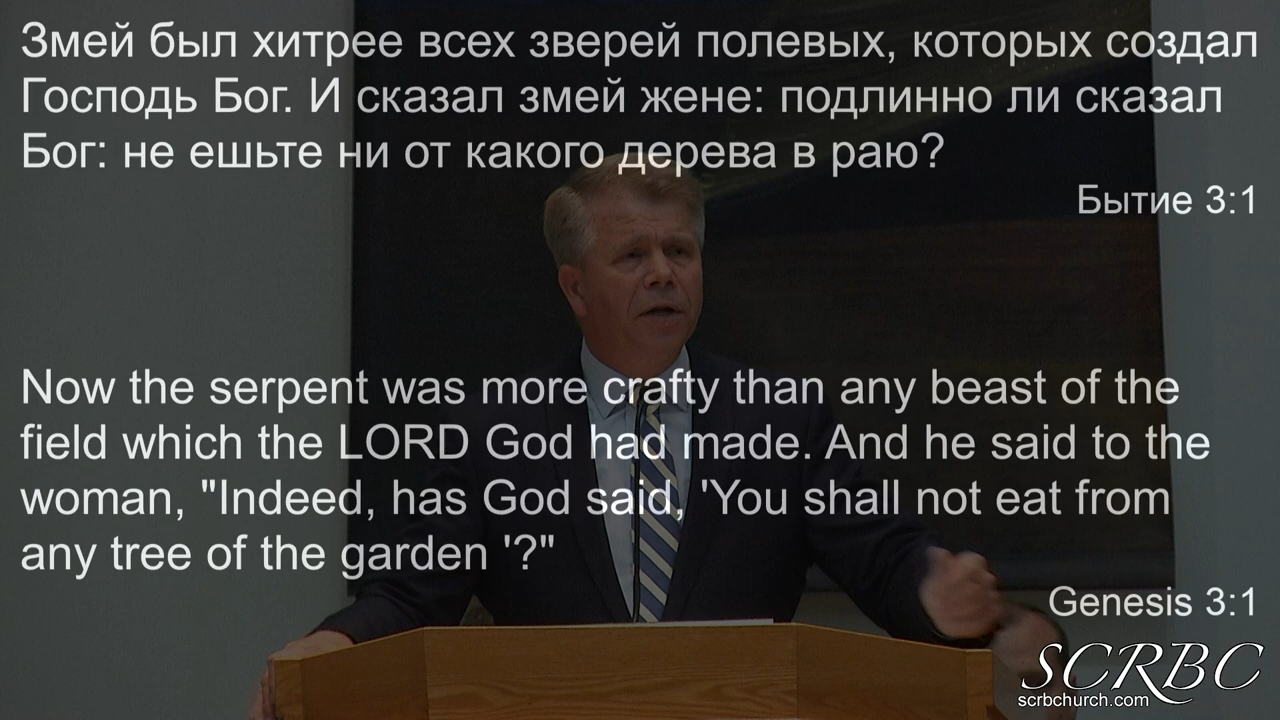 Змей был хитрее всех зверей полевых, которых создал
Господь Бог. И сказал змей жене: подлинно ли сказал
Бог: не ешьте ни от какого дерева в раю?
Бытие 3:1
Now the serpent was more crafty than any beast of the
field which the LORD God had made. And he said to the
woman, "Indeed, has God said, 'You shall not eat from
any tree of the garden '?"
Genesis 3:1
SCRBC
scrbchurch.com